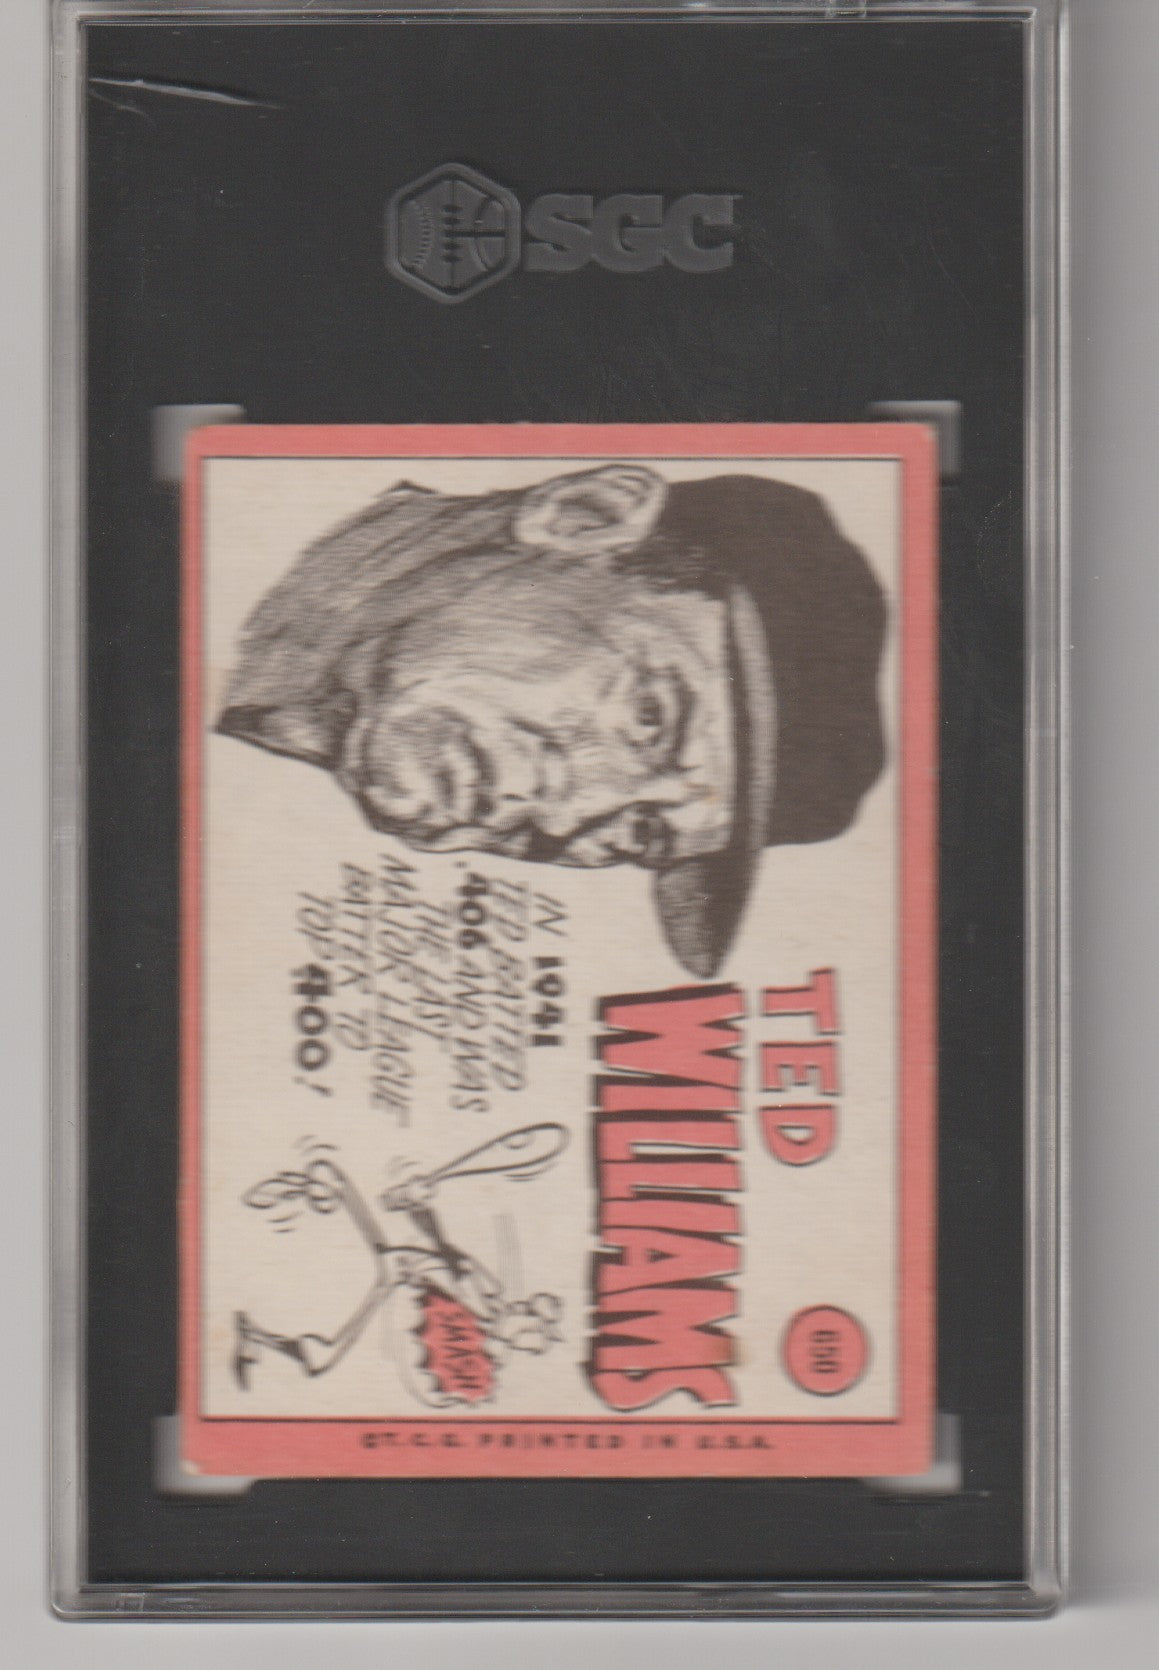 SGC
650
TED
WILLIAMS
IN 1941
TED BATTED
.406 AND WAS
THE LAST
MAJOR LEAGUE
BATTER TO
TOP .400!
SMASH
©T.C.G. PRINTED IN U.S.A.